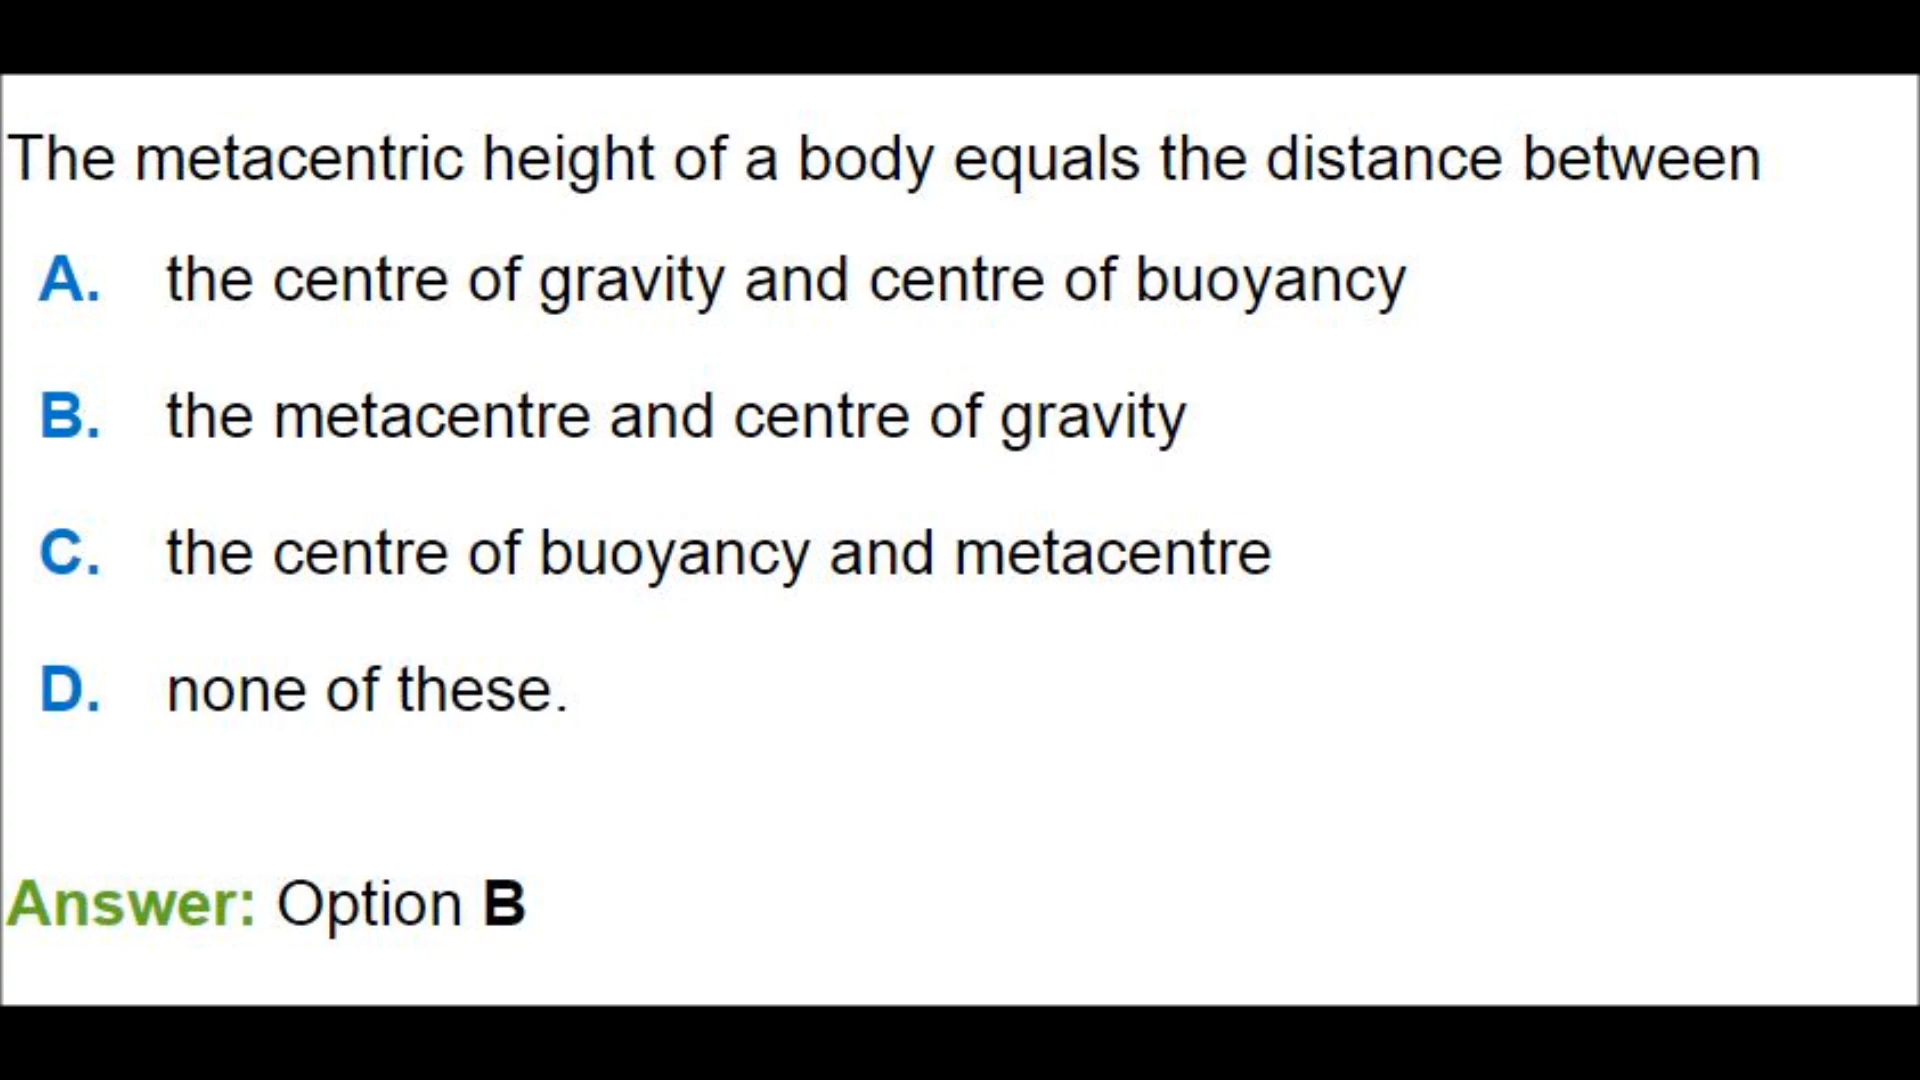 The metacentric height of a body equals the distance between
A. the centre of gravity and centre of buoyancy
B. the metacentre and centre of gravity
C. the centre of buoyancy and metacentre
D. none of these.
Answer: Option B